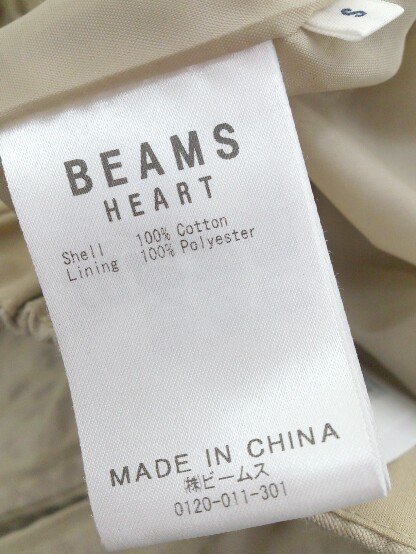 S
BEAMS
HEART
Shell 100% Cotton
Lining 100% Polyester
MADE IN CHINA
㈱ビームス
0120-011-301